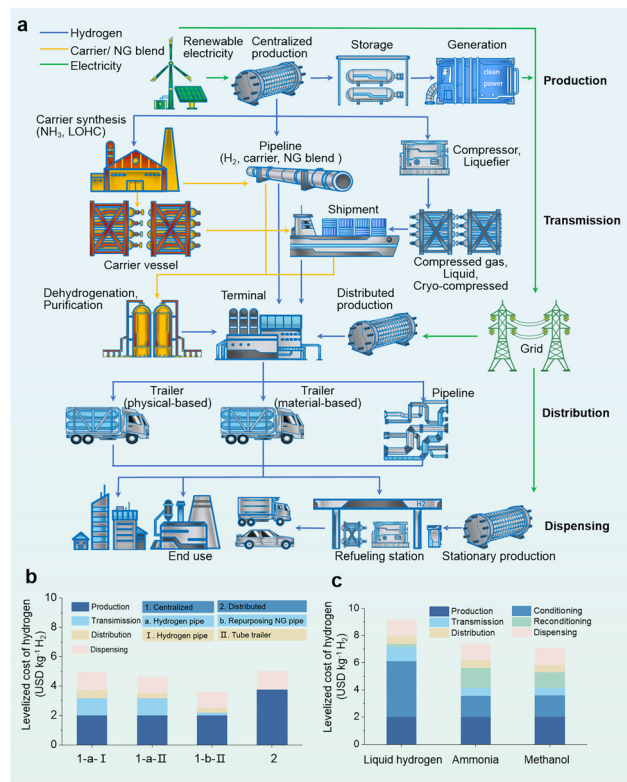 a
Hydrogen
Carrier/ NG blend
Electricity
Renewable
electricity
Centralized
production
Storage
Generation
clean
power
Production
Carrier synthesis
(NH₃, LOHC)
Pipeline
(H₂, carrier, NG blend )
Compressor,
Liquefier
Shipment
Transmission
Carrier vessel
Compressed gas,
Liquid,
Cryo-compressed
Dehydrogenation,
Purification
Terminal
Distributed
production
Grid
Trailer
(physical-based)
Trailer
(material-based)
Pipeline
Distribution
H2
Dispensing
End use
Refueling station
Stationary production
b
Levelized cost of hydrogen
(USD kg⁻¹ H₂)
10
8
6
4
2
0
Production
Transmission
Distribution
Dispensing
1. Centralized
2. Distributed
a. Hydrogen pipe
b. Repurposing NG pipe
Ⅰ. Hydrogen pipe
Ⅱ. Tube trailer
1-a-Ⅰ
1-a-Ⅱ
1-b-Ⅱ
2
c
Levelized cost of hydrogen
(USD kg⁻¹ H₂)
10
8
6
4
2
0
Production
Transmission
Distribution
Conditioning
Reconditioning
Dispensing
Liquid hydrogen
Ammonia
Methanol